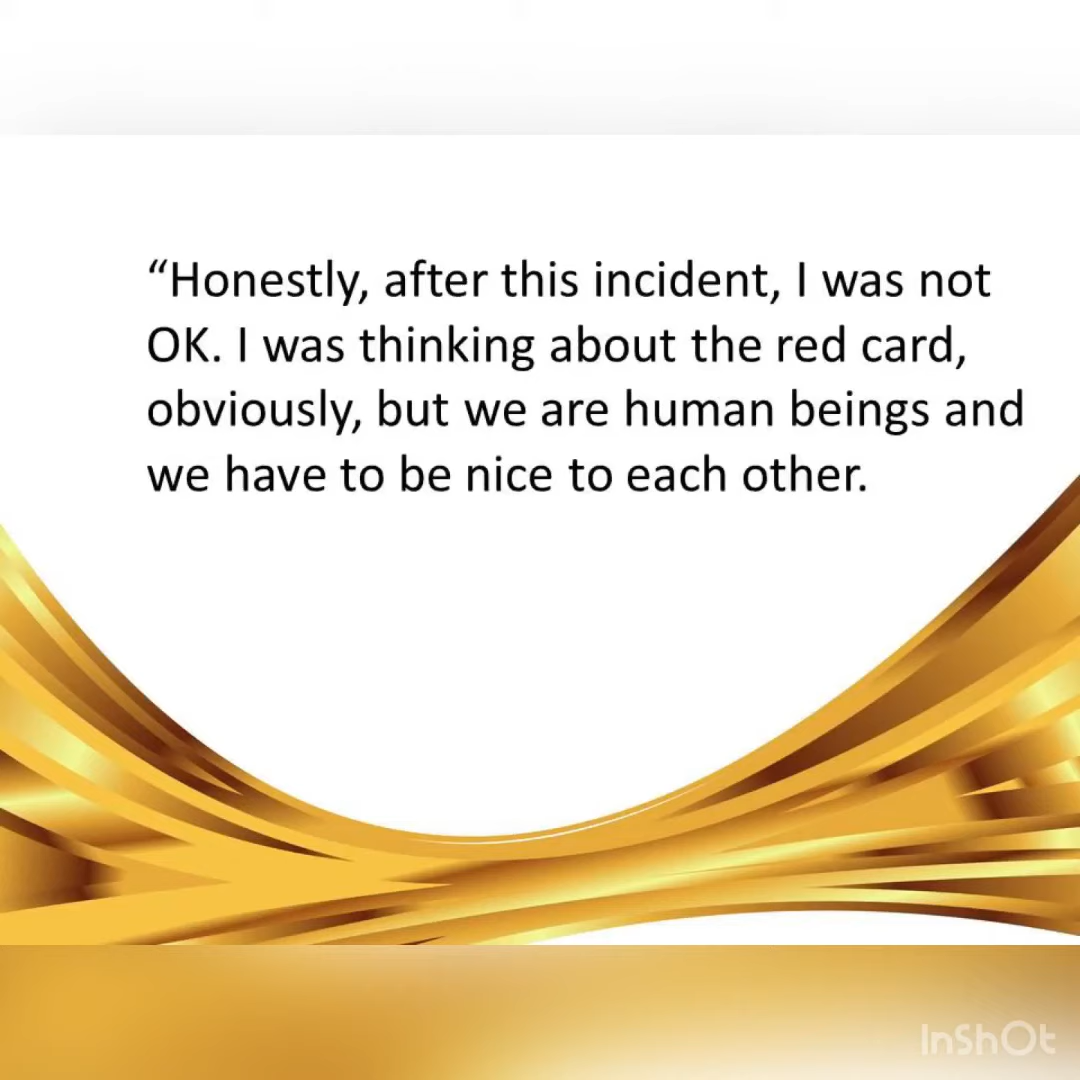 “Honestly, after this incident, I was not
OK. I was thinking about the red card,
obviously, but we are human beings and
we have to be nice to each other.
InShOt